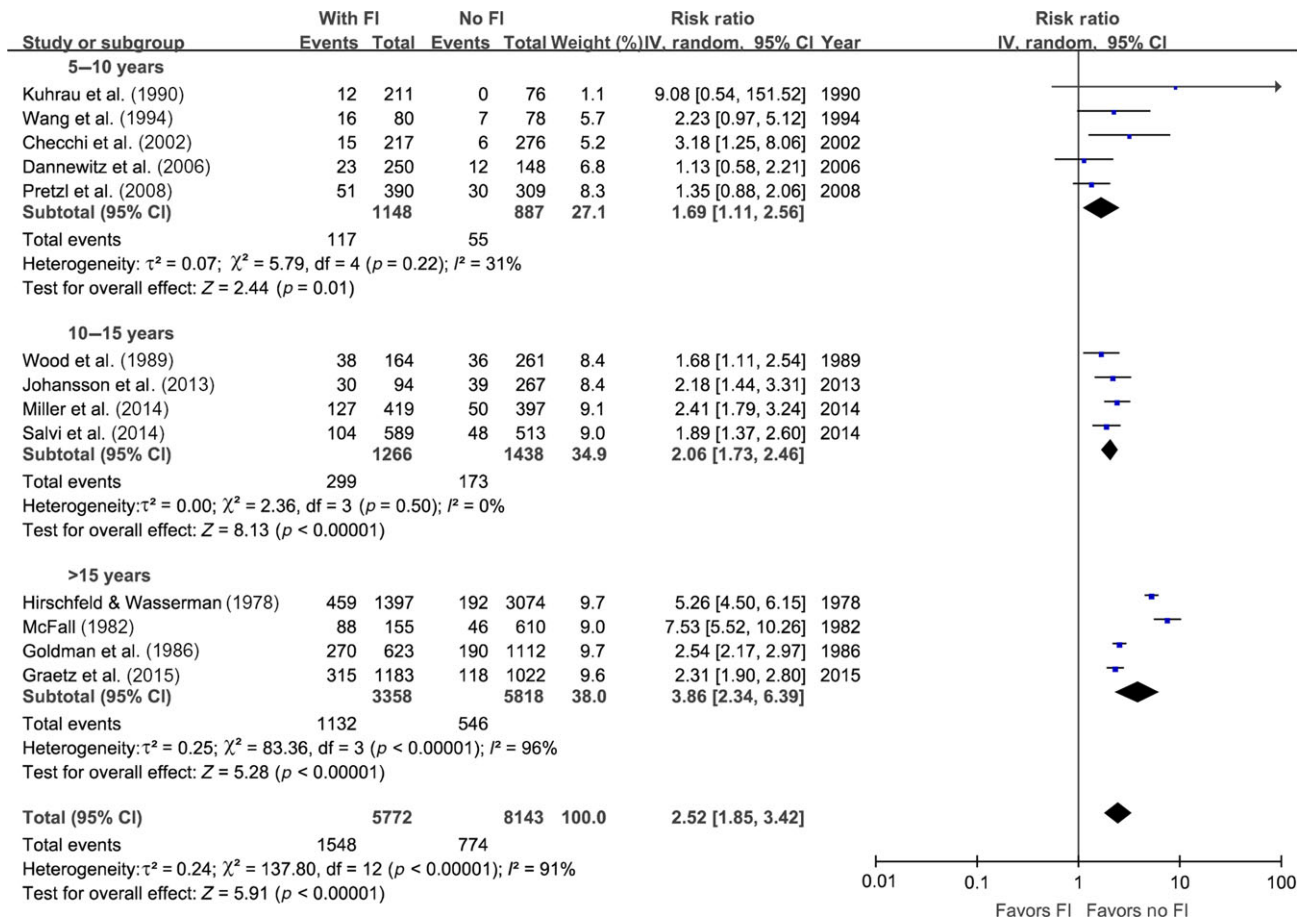 With FI No FI Risk ratio Risk ratio
Study or subgroup Events Total Events Total Weight (%) IV, random, 95% CI Year IV, random, 95% CI
5–10 years
Kuhrau et al. (1990) 12 211 0 76 1.1 9.08 [0.54, 151.52] 1990
Wang et al. (1994) 16 80 7 78 5.7 2.23 [0.97, 5.12] 1994
Checchi et al. (2002) 15 217 6 276 5.2 3.18 [1.25, 8.06] 2002
Dannewitz et al. (2006) 23 250 12 148 6.8 1.13 [0.58, 2.21] 2006
Pretzl et al. (2008) 51 390 30 309 8.3 1.35 [0.88, 2.06] 2008
Subtotal (95% CI) 1148 887 27.1 1.69 [1.11, 2.56]
Total events 117 55
Heterogeneity: τ² = 0.07; χ² = 5.79, df = 4 (p = 0.22); I² = 31%
Test for overall effect: Z = 2.44 (p = 0.01)
10–15 years
Wood et al. (1989) 38 164 36 261 8.4 1.68 [1.11, 2.54] 1989
Johansson et al. (2013) 30 94 39 267 8.4 2.18 [1.44, 3.31] 2013
Miller et al. (2014) 127 419 50 397 9.1 2.41 [1.79, 3.24] 2014
Salvi et al. (2014) 104 589 48 513 9.0 1.89 [1.37, 2.60] 2014
Subtotal (95% CI) 1266 1438 34.9 2.06 [1.73, 2.46]
Total events 299 173
Heterogeneity:τ² = 0.00; χ² = 2.36, df = 3 (p = 0.50); I² = 0%
Test for overall effect: Z = 8.13 (p < 0.00001)
>15 years
Hirschfeld & Wasserman (1978) 459 1397 192 3074 9.7 5.26 [4.50, 6.15] 1978
McFall (1982) 88 155 46 610 9.0 7.53 [5.52, 10.26] 1982
Goldman et al. (1986) 270 623 190 1112 9.7 2.54 [2.17, 2.97] 1986
Graetz et al. (2015) 315 1183 118 1022 9.6 2.31 [1.90, 2.80] 2015
Subtotal (95% CI) 3358 5818 38.0 3.86 [2.34, 6.39]
Total events 1132 546
Heterogeneity:τ² = 0.25; χ² = 83.36, df = 3 (p < 0.00001); I² = 96%
Test for overall effect: Z = 5.28 (p < 0.00001)
Total (95% CI) 5772 8143 100.0 2.52 [1.85, 3.42]
Total events 1548 774
Heterogeneity:τ² = 0.24; χ² = 137.80, df = 12 (p < 0.00001); I² = 91%
Test for overall effect: Z = 5.91 (p < 0.00001)
0.01 0.1 1 10 100
Favors FI Favors no FI